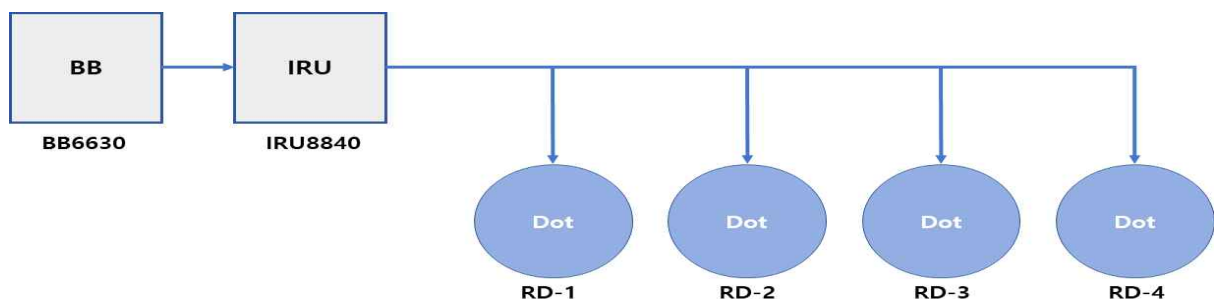 BB
IRU
BB6630
IRU8840
Dot
Dot
Dot
Dot
RD-1
RD-2
RD-3
RD-4